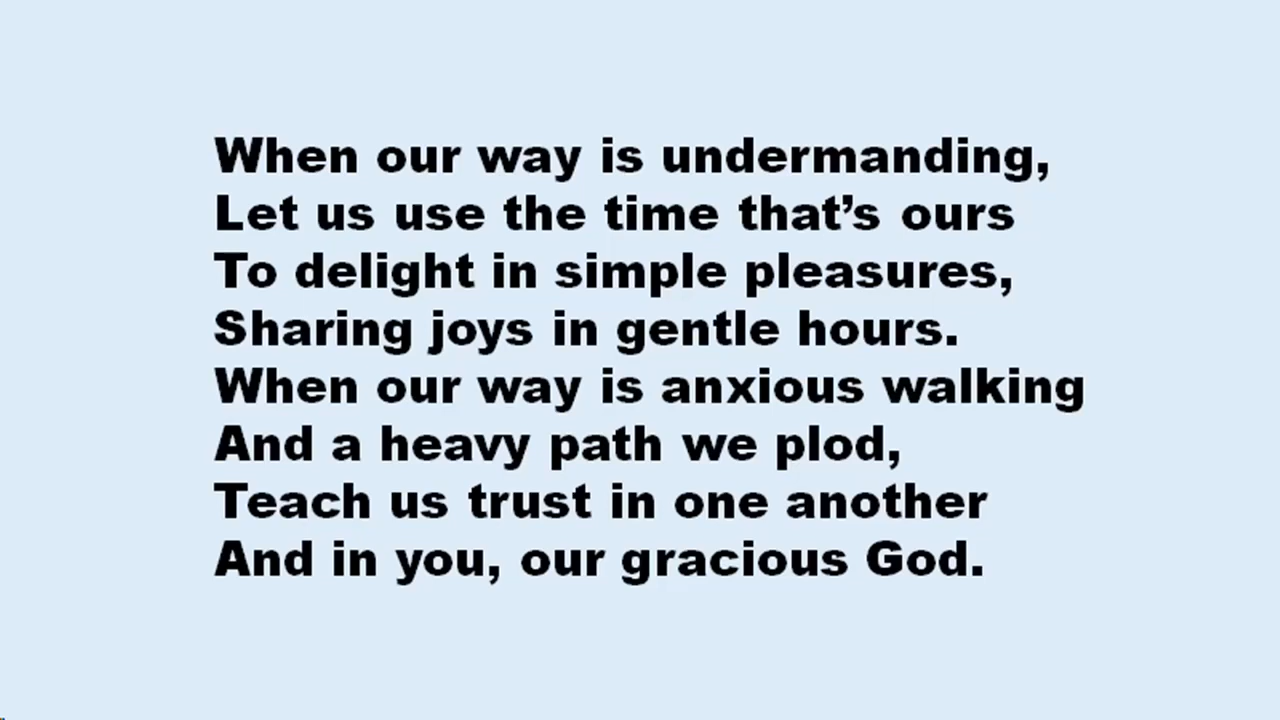 When our way is undermanding,
Let us use the time that’s ours
To delight in simple pleasures,
Sharing joys in gentle hours.
When our way is anxious walking
And a heavy path we plod,
Teach us trust in one another
And in you, our gracious God.